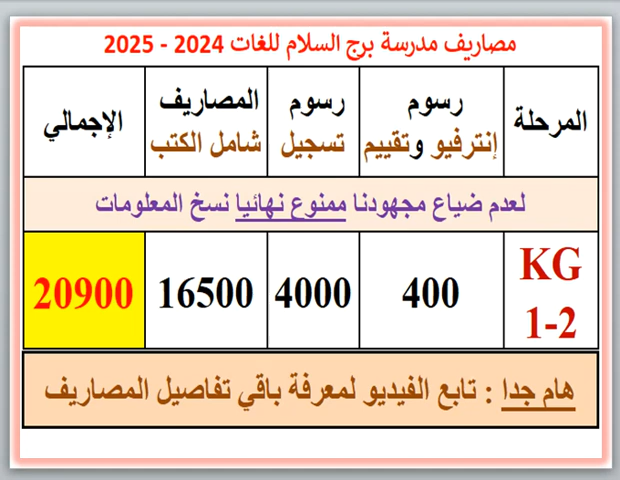 مصاريف مدرسة برج السلام للغات 2024 - 2025
المرحلة
رسوم
إنترفيو وتقييم
رسوم
تسجيل
المصاريف
شامل الكتب
الإجمالي
لعدم ضياع مجهودنا ممنوع نهائيا نسخ المعلومات
KG
1-2
400
4000
16500
20900
هام جدا : تابع الفيديو لمعرفة باقي تفاصيل المصاريف